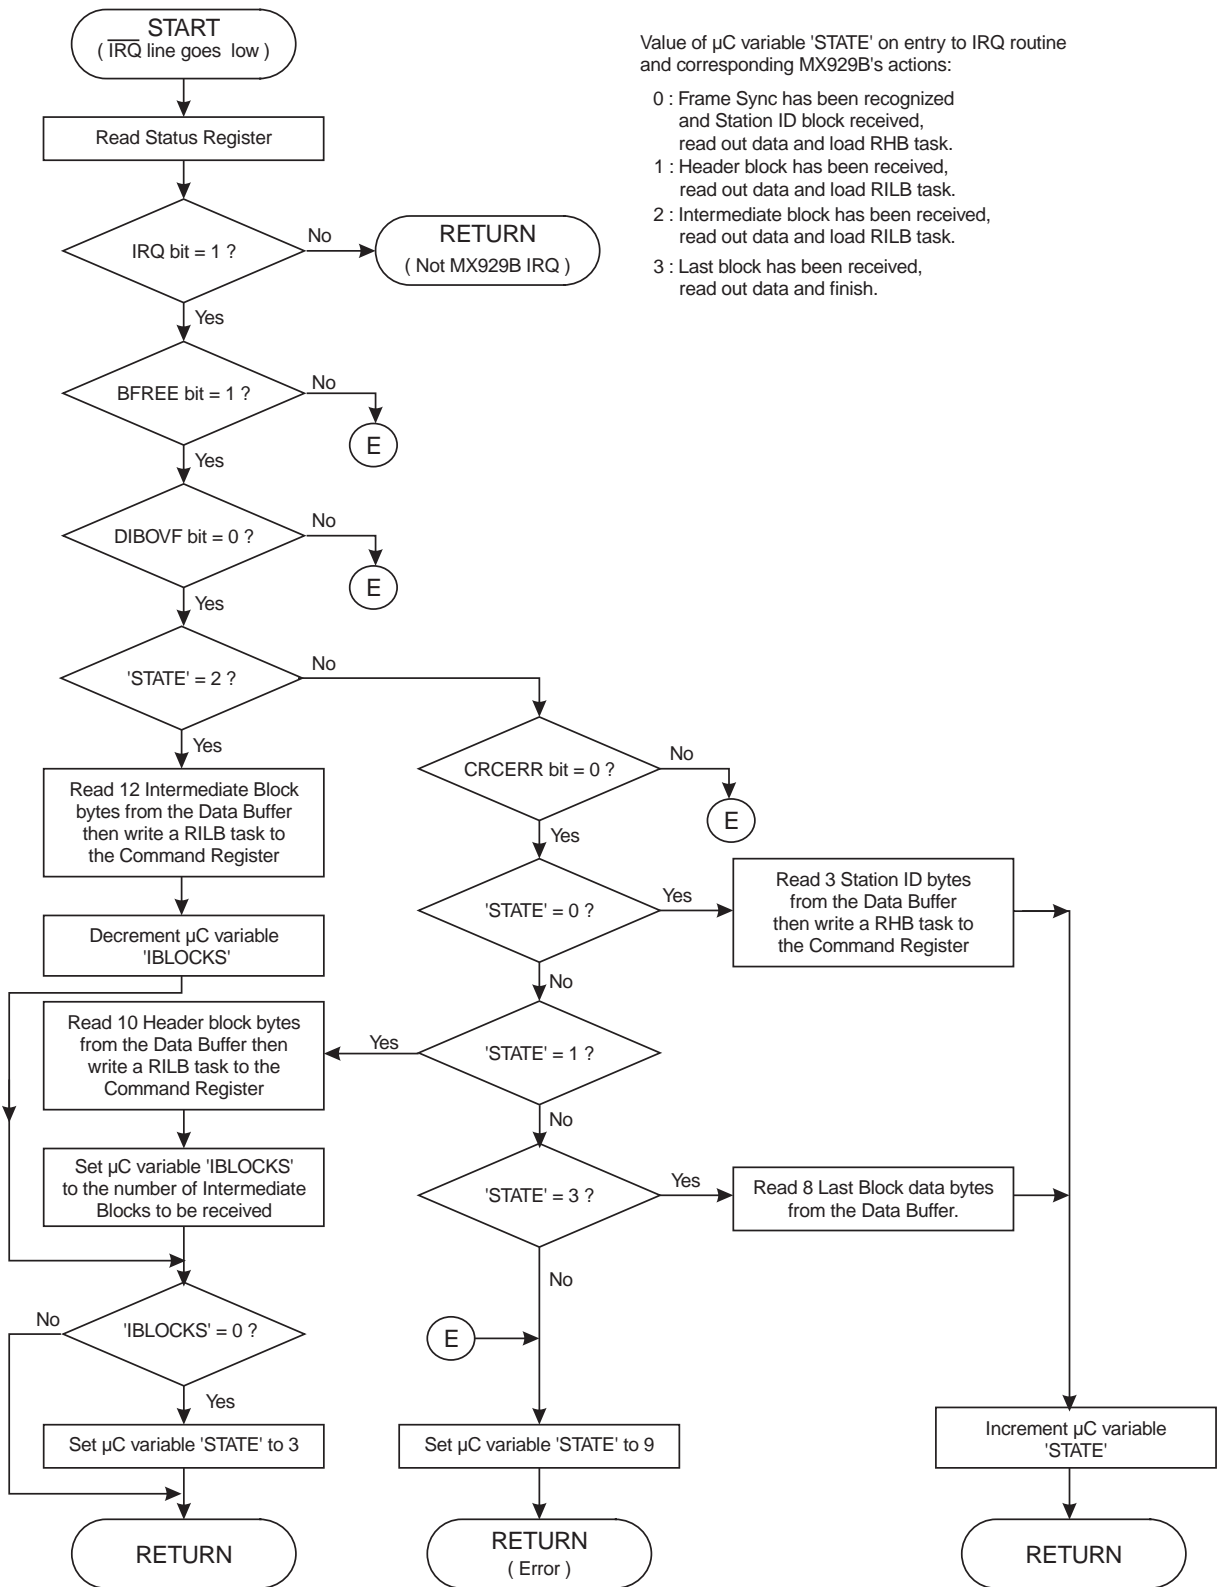 START
( IRQ line goes low )
Value of µC variable 'STATE' on entry to IRQ routine
and corresponding MX929B's actions:
0 : Frame Sync has been recognized
and Station ID block received,
read out data and load RHB task.
1 : Header block has been received,
read out data and load RILB task.
2 : Intermediate block has been received,
read out data and load RILB task.
3 : Last block has been received,
read out data and finish.
Read Status Register
IRQ bit = 1 ?
No
RETURN
( Not MX929B IRQ )
Yes
BFREE bit = 1 ?
No
E
Yes
DIBOVF bit = 0 ?
No
E
Yes
'STATE' = 2 ?
No
Yes
CRCERR bit = 0 ?
No
E
Yes
Read 12 Intermediate Block
bytes from the Data Buffer
then write a RILB task to
the Command Register
Decrement µC variable
'IBLOCKS'
'STATE' = 0 ?
Yes
Read 3 Station ID bytes
from the Data Buffer
then write a RHB task to
the Command Register
No
'STATE' = 1 ?
Yes
Read 10 Header block bytes
from the Data Buffer then
write a RILB task to the
Command Register
No
Set µC variable 'IBLOCKS'
to the number of Intermediate
Blocks to be received
'STATE' = 3 ?
Yes
Read 8 Last Block data bytes
from the Data Buffer.
No
E
'IBLOCKS' = 0 ?
No
Yes
Set µC variable 'STATE' to 3
Set µC variable 'STATE' to 9
Increment µC variable
'STATE'
RETURN
RETURN
( Error )
RETURN